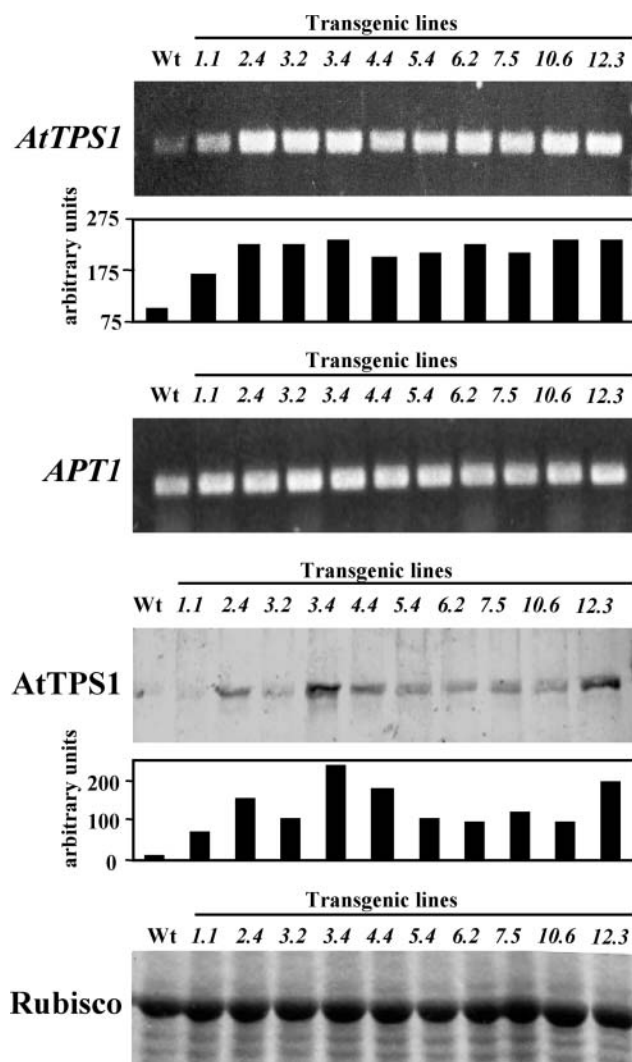 Transgenic lines
Wt 1.1 2.4 3.2 3.4 4.4 5.4 6.2 7.5 10.6 12.3
AtTPS1
arbitrary units
275
175
75
Transgenic lines
Wt 1.1 2.4 3.2 3.4 4.4 5.4 6.2 7.5 10.6 12.3
APT1
Transgenic lines
Wt 1.1 2.4 3.2 3.4 4.4 5.4 6.2 7.5 10.6 12.3
AtTPS1
arbitrary units
200
100
0
Transgenic lines
Wt 1.1 2.4 3.2 3.4 4.4 5.4 6.2 7.5 10.6 12.3
Rubisco